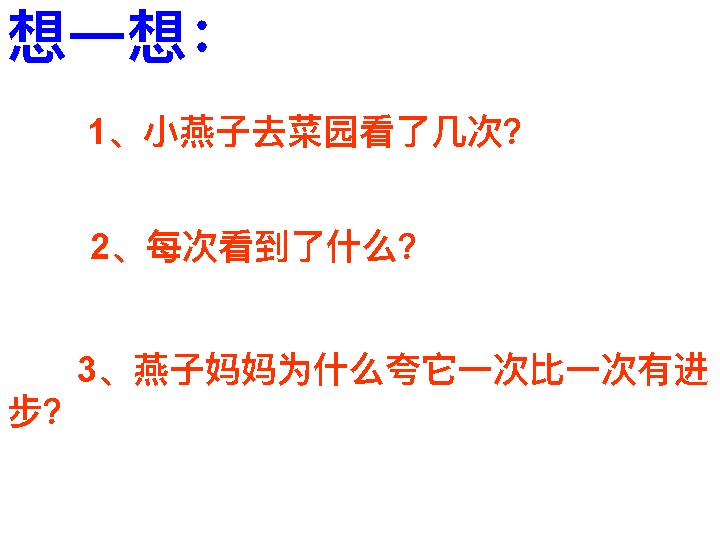 想一想：
1、小燕子去菜园看了几次？
2、每次看到了什么？
3、燕子妈妈为什么夸它一次比一次有进
步？